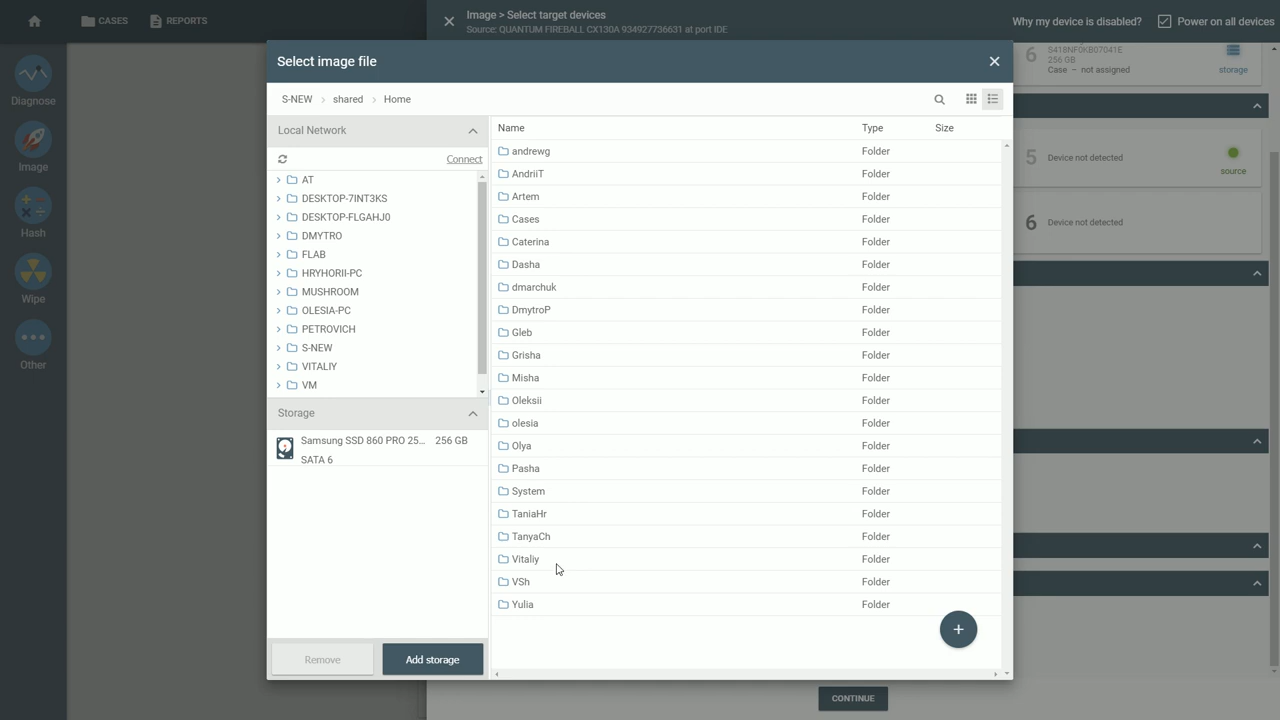 CASES
REPORTS
Image > Select target devices
Source: QUANTUM FIREBALL CX130A 934927736631 at port IDE
Why my device is disabled?
Power on all devices
Diagnose
Image
Hash
Wipe
Other
Select image file
S-NEW > shared > Home
Local Network
Connect
AT
DESKTOP-7INT3KS
DESKTOP-FLGAHJ0
DMYTRO
FLAB
HRYHORII-PC
MUSHROOM
OLESIA-PC
PETROVICH
S-NEW
VITALIY
VM
Storage
Samsung SSD 860 PRO 25... 256 GB
SATA 6
Remove
Add storage
Name Type Size
andrewg Folder
AndriiT Folder
Artem Folder
Cases Folder
Caterina Folder
Dasha Folder
dmarchuk Folder
DmytroP Folder
Gleb Folder
Grisha Folder
Misha Folder
Oleksii Folder
olesia Folder
Olya Folder
Pasha Folder
System Folder
TaniaHr Folder
TanyaCh Folder
Vitaliy Folder
VSh Folder
Yulia Folder
6
S418NF0KB07041E
256 GB
Case – not assigned
storage
5 Device not detected
source
6 Device not detected
CONTINUE